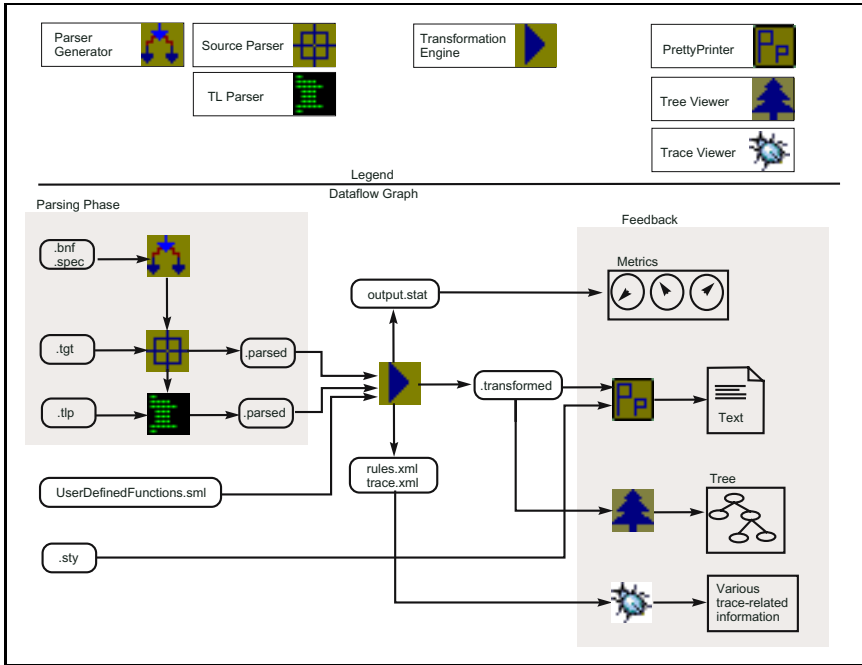 Parser
Generator
Source Parser
TL Parser
Transformation
Engine
PrettyPrinter
Tree Viewer
Trace Viewer
Legend
Dataflow Graph
Parsing Phase
.bnf
.spec
.tgt
.parsed
.tlp
.parsed
UserDefinedFunctions.sml
.sty
output.stat
.transformed
rules.xml
trace.xml
Feedback
Metrics
Text
Tree
Various
trace-related
information